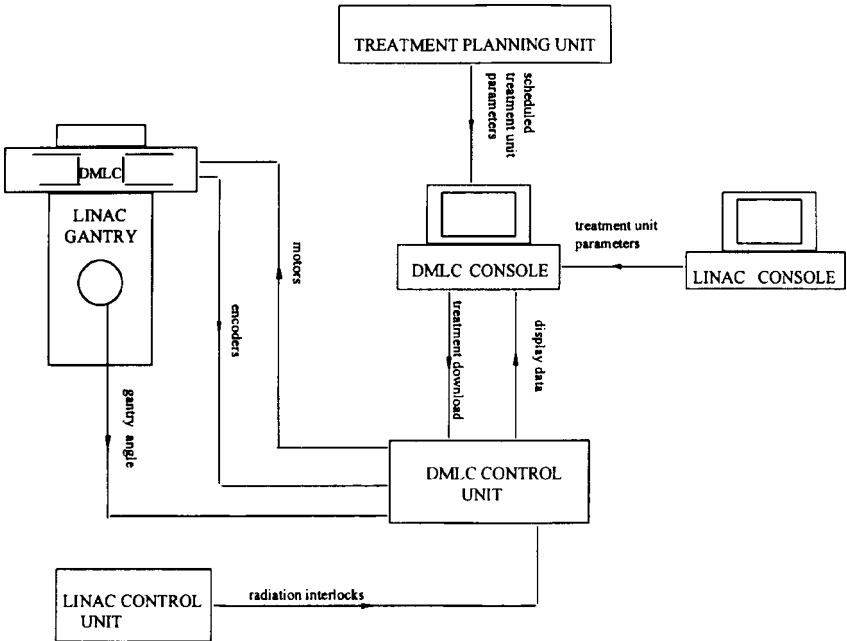 TREATMENT PLANNING UNIT
scheduled
treatment unit
parameters
DMLC
LINAC
GANTRY
motors
encoders
gantry angle
DMLC CONSOLE
treatment unit
parameters
LINAC CONSOLE
treatment download
display data
DMLC CONTROL
UNIT
LINAC CONTROL
UNIT
radiation interlocks